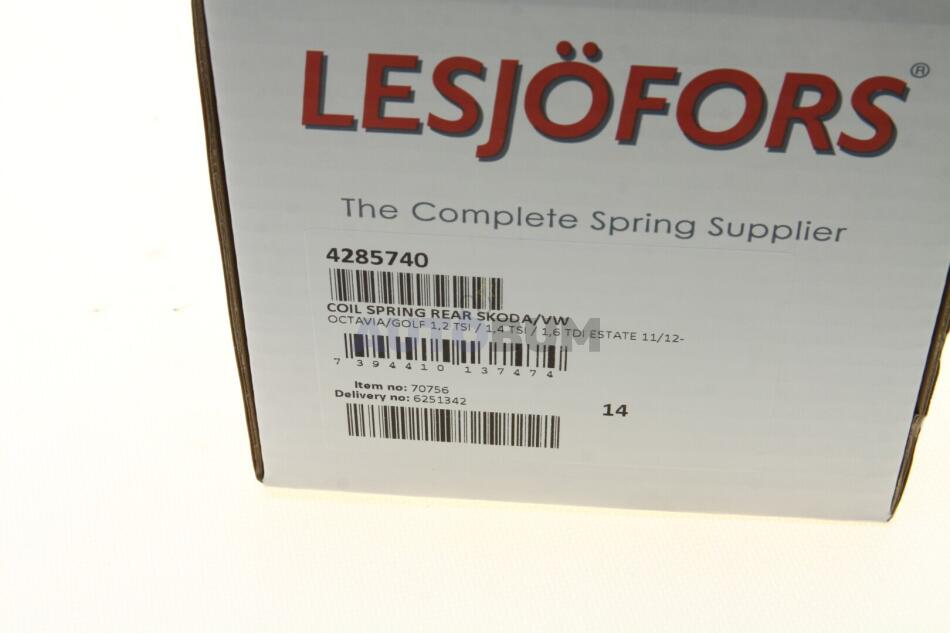 LESJÖFORS®
The Complete Spring Supplier
4285740
COIL SPRING REAR SKODA/VW
OCTAVIA/GOLF 1,2 TSI / 1,4 TSI / 1,6 TDI ESTATE 11/12-
AUTOBUM
7 394410 137474
Item no: 70756
Delivery no: 6251342
14